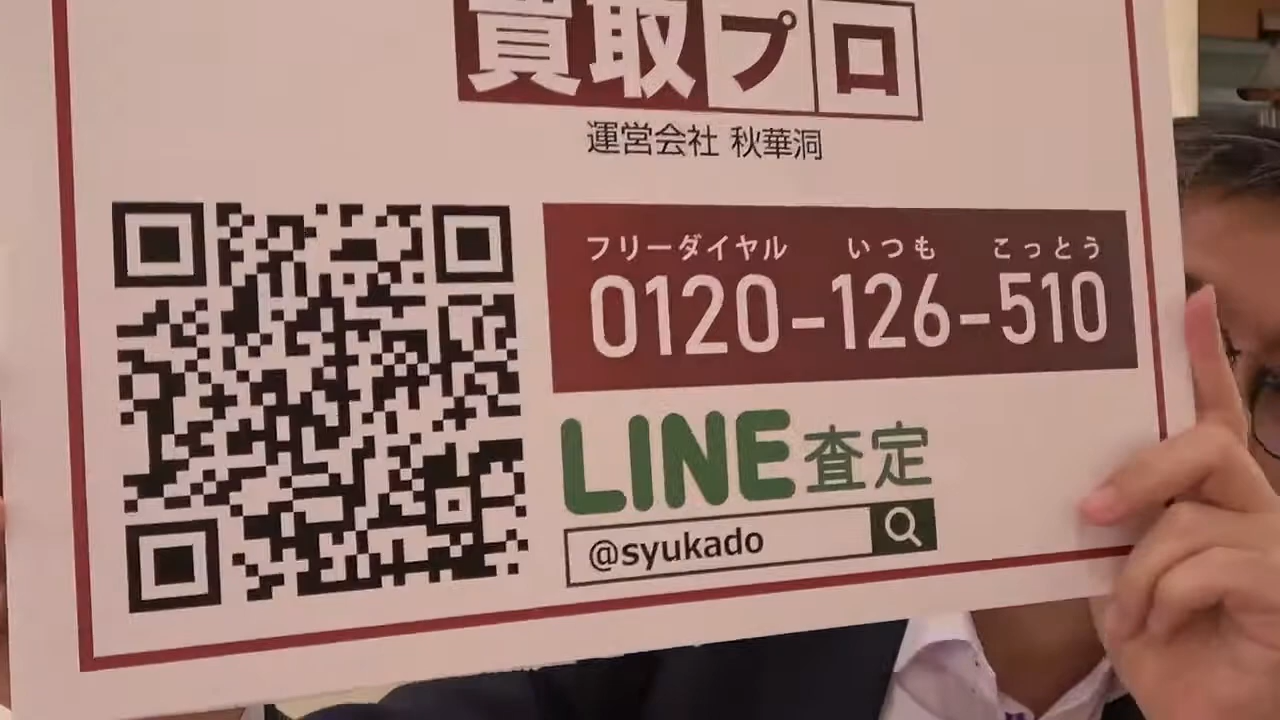 買取プロ
運営会社 秋華洞
フリーダイヤル いつも こっとう
0120-126-510
LINE査定
@syukado